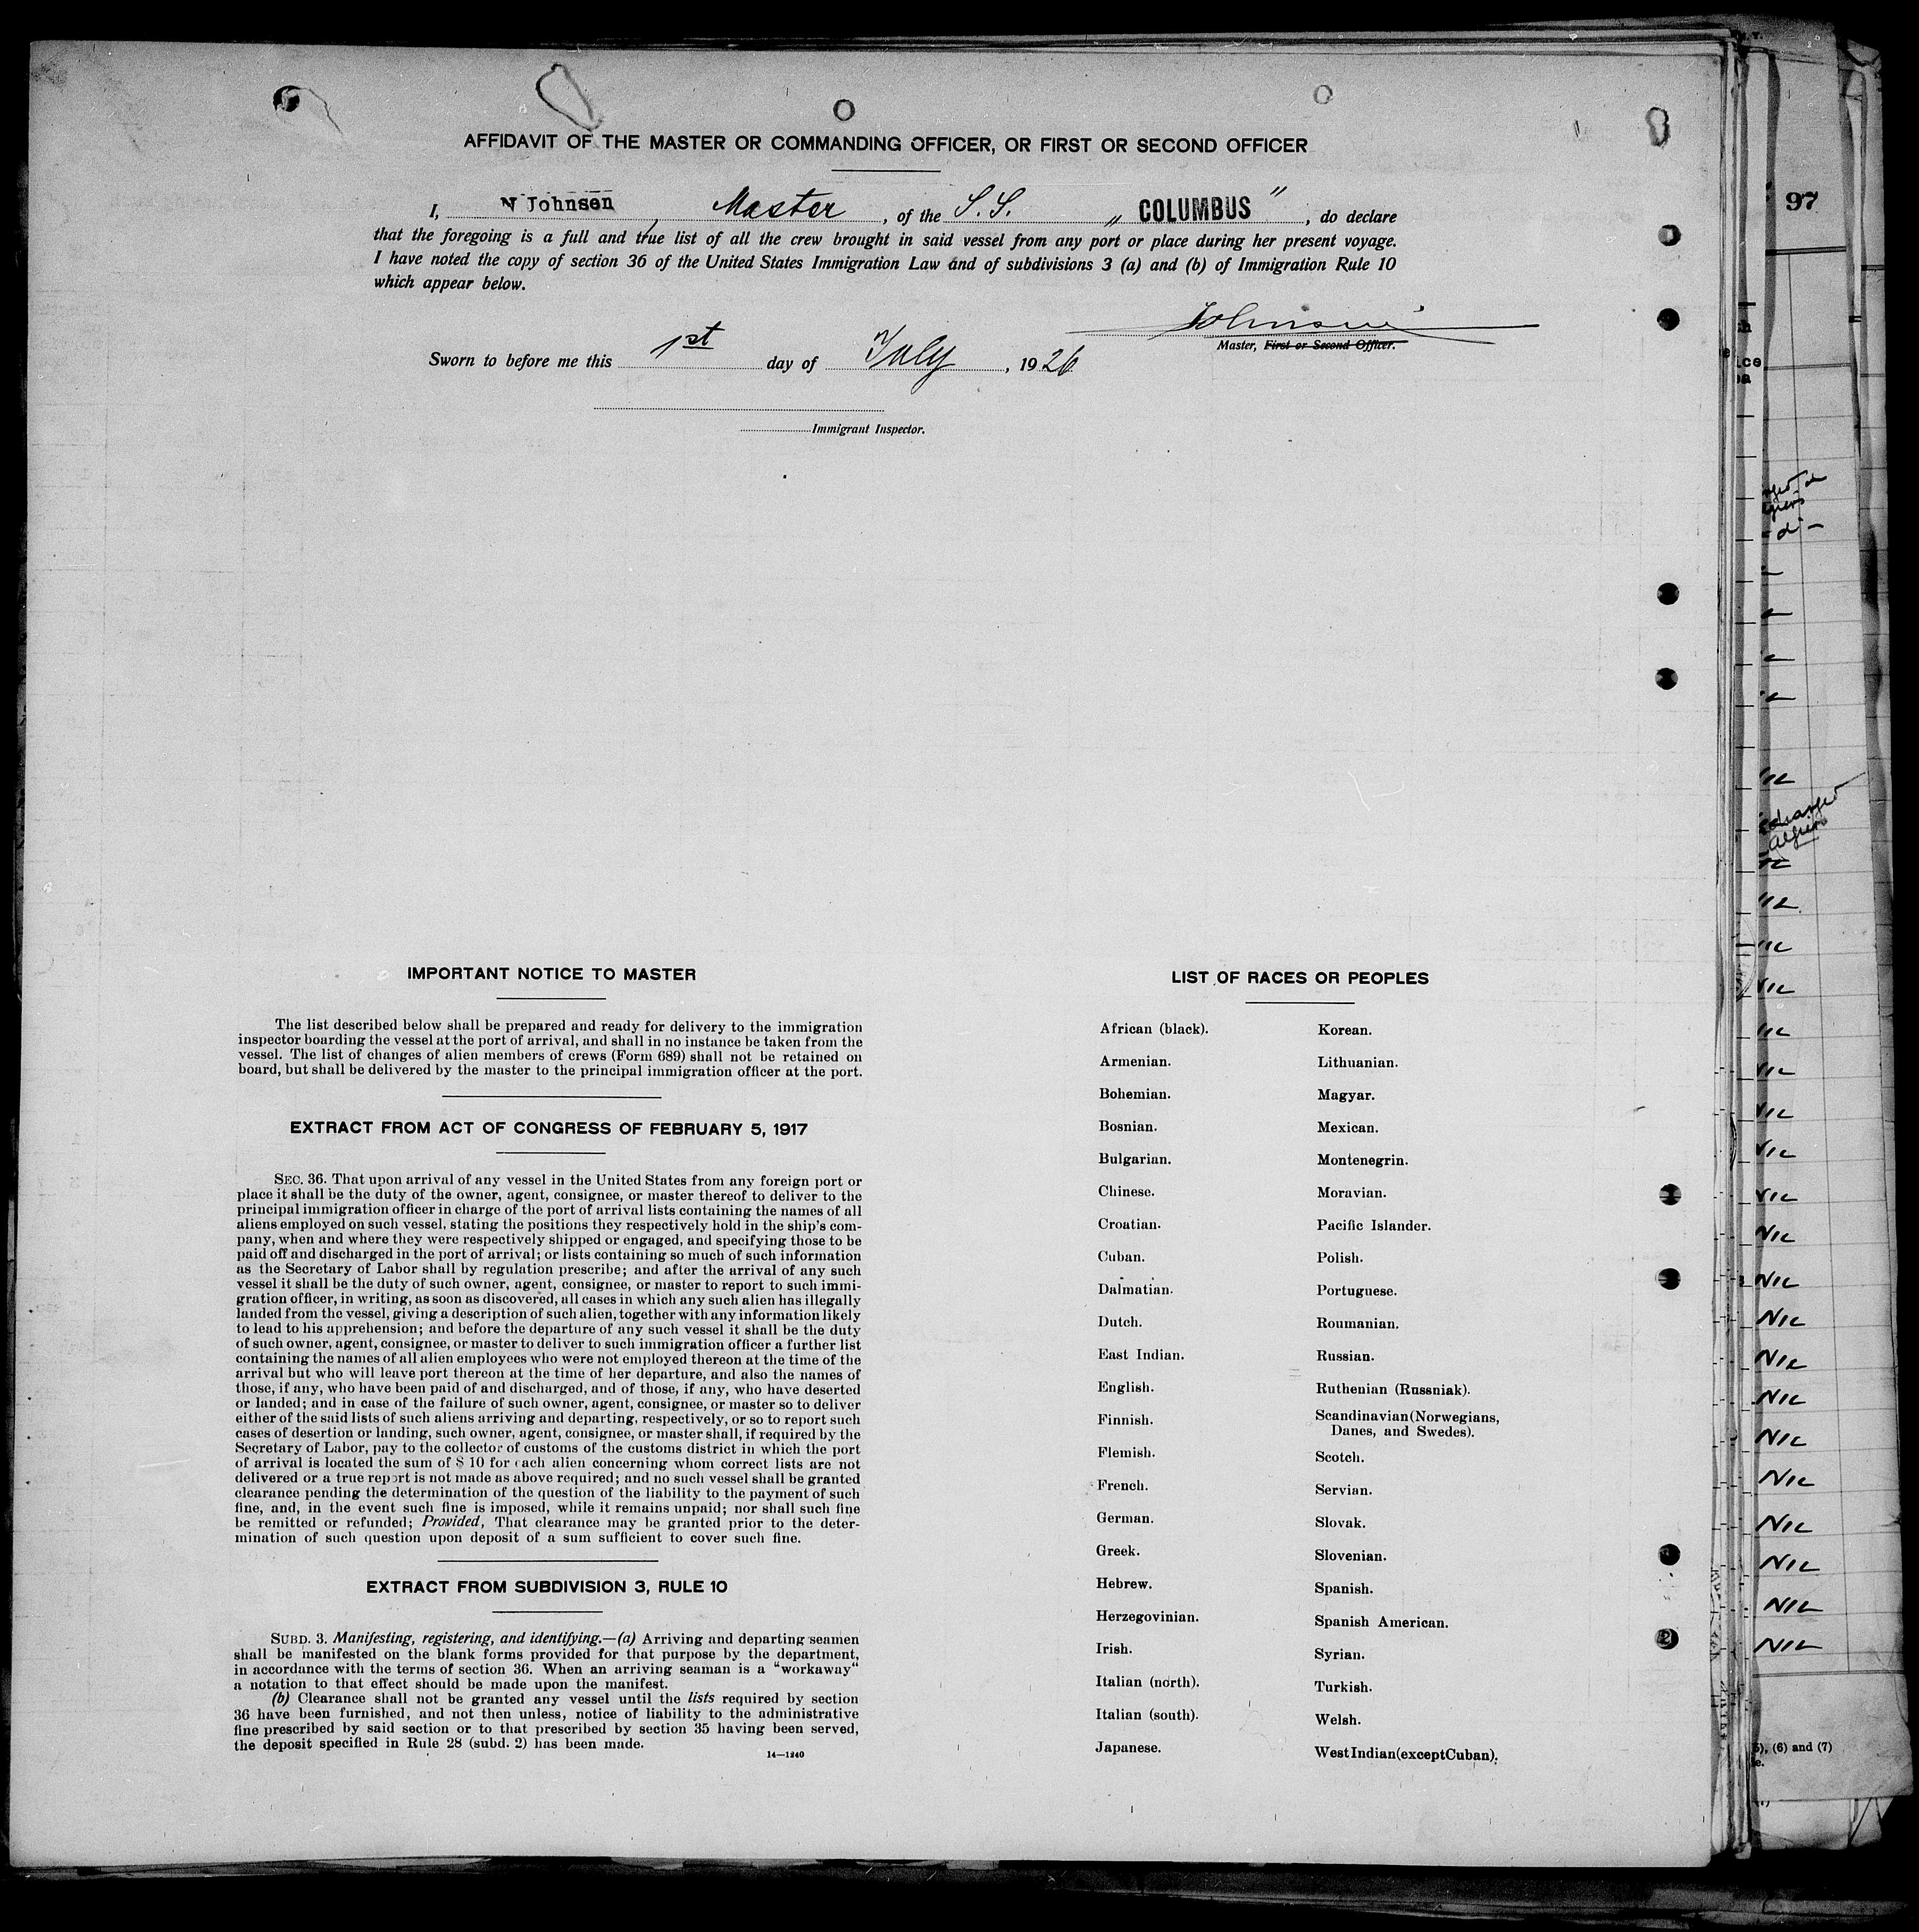 AFFIDAVIT OF THE MASTER OR COMMANDING OFFICER, OR FIRST OR SECOND OFFICER
I, N Johnsen, Master, of the S.S. „COLUMBUS”, do declare
that the foregoing is a full and true list of all the crew brought in said vessel from any port or place during her present voyage.
I have noted the copy of section 36 of the United States Immigration Law and of subdivisions 3 (a) and (b) of Immigration Rule 10
which appear below.
Johnsen
Master, First or Second Officer.
Sworn to before me this 1st day of July, 1926
Immigrant Inspector.
IMPORTANT NOTICE TO MASTER
The list described below shall be prepared and ready for delivery to the immigration
inspector boarding the vessel at the port of arrival, and shall in no instance be taken from the
vessel. The list of changes of alien members of crews (Form 689) shall not be retained on
board, but shall be delivered by the master to the principal immigration officer at the port.
EXTRACT FROM ACT OF CONGRESS OF FEBRUARY 5, 1917
SEC. 36. That upon arrival of any vessel in the United States from any foreign port or
place it shall be the duty of the owner, agent, consignee, or master thereof to deliver to the
principal immigration officer in charge of the port of arrival lists containing the names of all
aliens employed on such vessel, stating the positions they respectively hold in the ship's com-
pany, when and where they were respectively shipped or engaged, and specifying those to be
paid off and discharged in the port of arrival; or lists containing so much of such information
as the Secretary of Labor shall by regulation prescribe; and after the arrival of any such
vessel it shall be the duty of such owner, agent, consignee, or master to report to such immi-
gration officer, in writing, as soon as discovered, all cases in which any such alien has illegally
landed from the vessel, giving a description of such alien, together with any information likely
to lead to his apprehension; and before the departure of any such vessel it shall be the duty
of such owner, agent, consignee, or master to deliver to such immigration officer a further list
containing the names of all alien employees who were not employed thereon at the time of the
arrival but who will leave port thereon at the time of her departure, and also the names of
those, if any, who have been paid of and discharged, and of those, if any, who have deserted
or landed; and in case of the failure of such owner, agent, consignee, or master so to deliver
either of the said lists of such aliens arriving and departing, respectively, or so to report such
cases of desertion or landing, such owner, agent, consignee, or master shall, if required by the
Secretary of Labor, pay to the collector of customs of the customs district in which the port
of arrival is located the sum of $ 10 for each alien concerning whom correct lists are not
delivered or a true report is not made as above required; and no such vessel shall be granted
clearance pending the determination of the question of the liability to the payment of such
fine, and, in the event such fine is imposed, while it remains unpaid; nor shall such fine
be remitted or refunded; Provided, That clearance may be granted prior to the deter-
mination of such question upon deposit of a sum sufficient to cover such fine.
EXTRACT FROM SUBDIVISION 3, RULE 10
SUBD. 3. Manifesting, registering, and identifying.—(a) Arriving and departing seamen
shall be manifested on the blank forms provided for that purpose by the department,
in accordance with the terms of section 36. When an arriving seaman is a "workaway"
a notation to that effect should be made upon the manifest.
(b) Clearance shall not be granted any vessel until the lists required by section
36 have been furnished, and not then unless, notice of liability to the administrative
fine prescribed by said section or to that prescribed by section 35 having been served,
the deposit specified in Rule 28 (subd. 2) has been made.
14—1240
LIST OF RACES OR PEOPLES
African (black).
Armenian.
Bohemian.
Bosnian.
Bulgarian.
Chinese.
Croatian.
Cuban.
Dalmatian.
Dutch.
East Indian.
English.
Finnish.
Flemish.
French.
German.
Greek.
Hebrew.
Herzegovinian.
Irish.
Italian (north).
Italian (south).
Japanese.
Korean.
Lithuanian.
Magyar.
Mexican.
Montenegrin.
Moravian.
Pacific Islander.
Polish.
Portuguese.
Roumanian.
Russian.
Ruthenian (Russniak).
Scandinavian (Norwegians,
Danes, and Swedes).
Scotch.
Servian.
Slovak.
Slovenian.
Spanish.
Spanish American.
Syrian.
Turkish.
Welsh.
West Indian (except Cuban).
97
NIL
NIL
NIL
NIL
NIL
NIL
NIL
NIL
NIL
NIL
NIL
NIL
, (6) and (7)